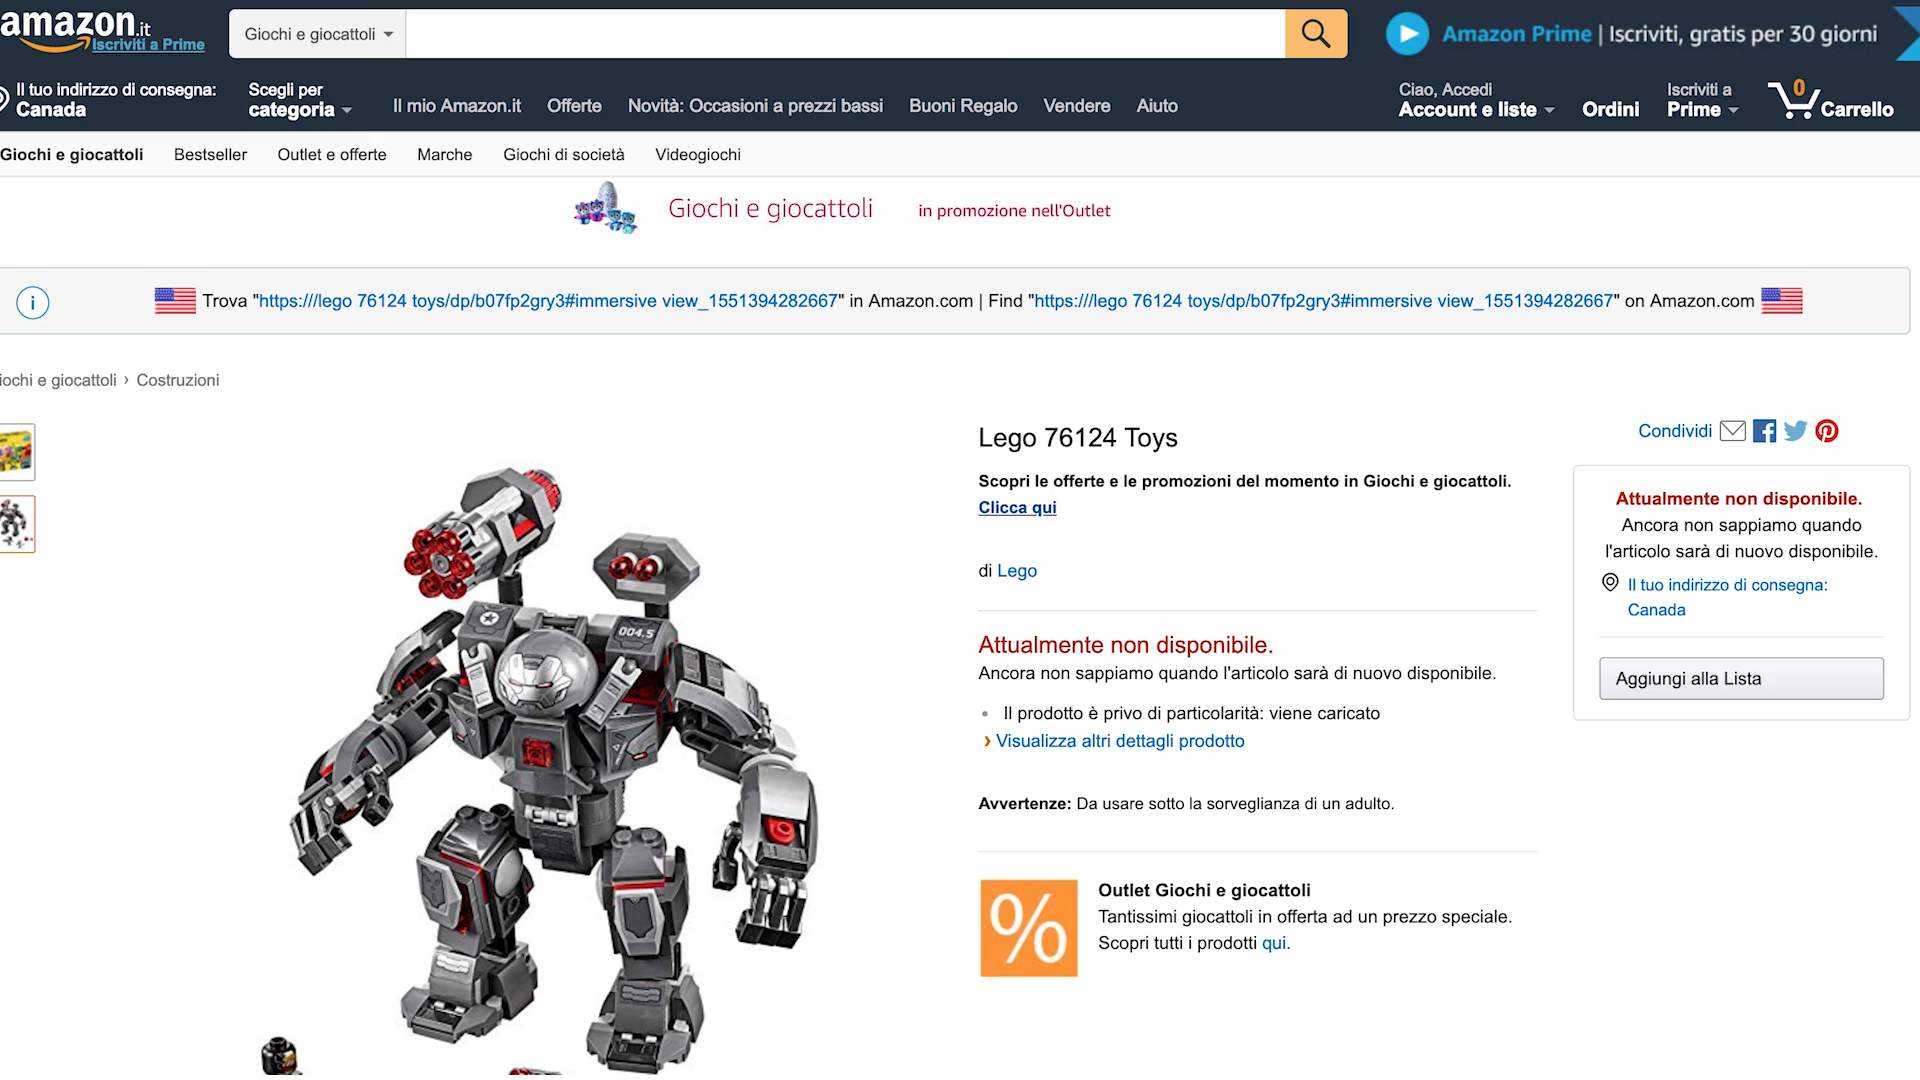 amazon.it
Iscriviti a Prime
Giochi e giocattoli
Amazon Prime | Iscriviti, gratis per 30 giorni
Il tuo indirizzo di consegna:
Canada
Scegli per
categoria
Il mio Amazon.it
Offerte
Novità: Occasioni a prezzi bassi
Buoni Regalo
Vendere
Aiuto
Ciao, Accedi
Account e liste
Ordini
Iscriviti a
Prime
0
Carrello
Giochi e giocattoli
Bestseller
Outlet e offerte
Marche
Giochi di società
Videogiochi
Giochi e giocattoli
in promozione nell'Outlet
i
Trova "https:///lego 76124 toys/dp/b07fp2gry3#immersive view_1551394282667" in Amazon.com | Find "https:///lego 76124 toys/dp/b07fp2gry3#immersive view_1551394282667" on Amazon.com
iochi e giocattoli › Costruzioni
004.5
Lego 76124 Toys
Scopri le offerte e le promozioni del momento in Giochi e giocattoli.
Clicca qui
di Lego
Attualmente non disponibile.
Ancora non sappiamo quando l'articolo sarà di nuovo disponibile.
• Il prodotto è privo di particolarità: viene caricato
› Visualizza altri dettagli prodotto
Avvertenze: Da usare sotto la sorveglianza di un adulto.
%
Outlet Giochi e giocattoli
Tantissimi giocattoli in offerta ad un prezzo speciale.
Scopri tutti i prodotti qui.
Condividi
Attualmente non disponibile.
Ancora non sappiamo quando
l'articolo sarà di nuovo disponibile.
Il tuo indirizzo di consegna:
Canada
Aggiungi alla Lista